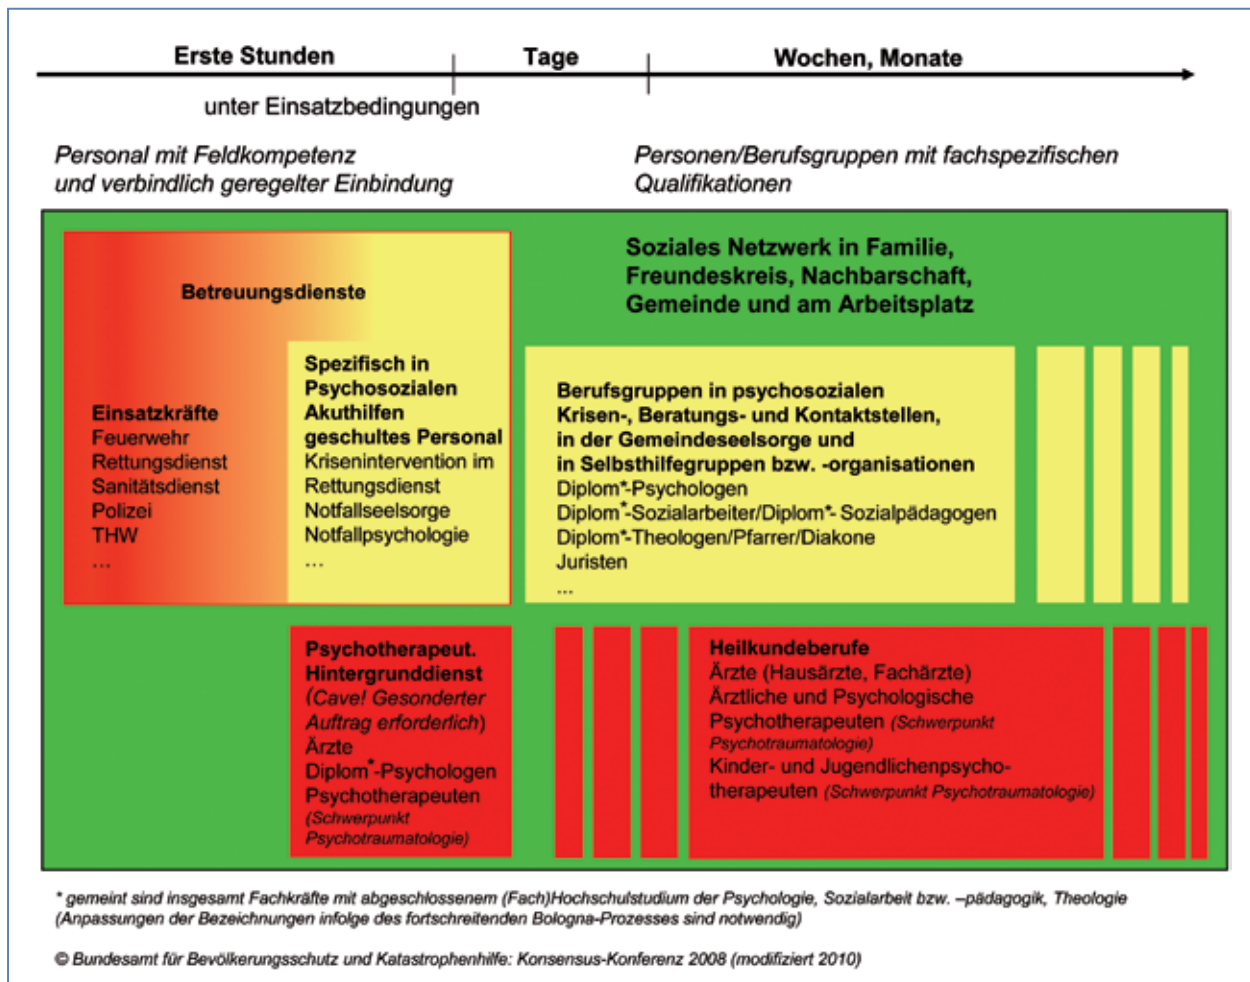 Erste Stunden
Tage
Wochen, Monate
unter Einsatzbedingungen
Personal mit Feldkompetenz
und verbindlich geregelter Einbindung
Personen/Berufsgruppen mit fachspezifischen
Qualifikationen
Soziales Netzwerk in Familie,
Freundeskreis, Nachbarschaft,
Gemeinde und am Arbeitsplatz
Betreuungsdienste
Einsatzkräfte
Feuerwehr
Rettungsdienst
Sanitätsdienst
Polizei
THW
...
Spezifisch in
Psychosozialen
Akuthilfen
geschultes Personal
Krisenintervention im
Rettungsdienst
Notfallseelsorge
Notfallpsychologie
...
Berufsgruppen in psychosozialen
Krisen-, Beratungs- und Kontaktstellen,
in der Gemeindeseelsorge und
in Selbsthilfegruppen bzw. -organisationen
Diplom*-Psychologen
Diplom*-Sozialarbeiter/Diplom*- Sozialpädagogen
Diplom*-Theologen/Pfarrer/Diakone
Juristen
...
Psychotherapeut.
Hintergrunddienst
(Cave! Gesonderter
Auftrag erforderlich)
Ärzte
Diplom*-Psychologen
Psychotherapeuten
(Schwerpunkt
Psychotraumatologie)
Heilkundeberufe
Ärzte (Hausärzte, Fachärzte)
Ärztliche und Psychologische
Psychotherapeuten (Schwerpunkt
Psychotraumatologie)
Kinder- und Jugendlichenpsycho-
therapeuten (Schwerpunkt Psychotraumatologie)
* gemeint sind insgesamt Fachkräfte mit abgeschlossenem (Fach)Hochschulstudium der Psychologie, Sozialarbeit bzw. –pädagogik, Theologie
(Anpassungen der Bezeichnungen infolge des fortschreitenden Bologna-Prozesses sind notwendig)
© Bundesamt für Bevölkerungsschutz und Katastrophenhilfe: Konsensus-Konferenz 2008 (modifiziert 2010)